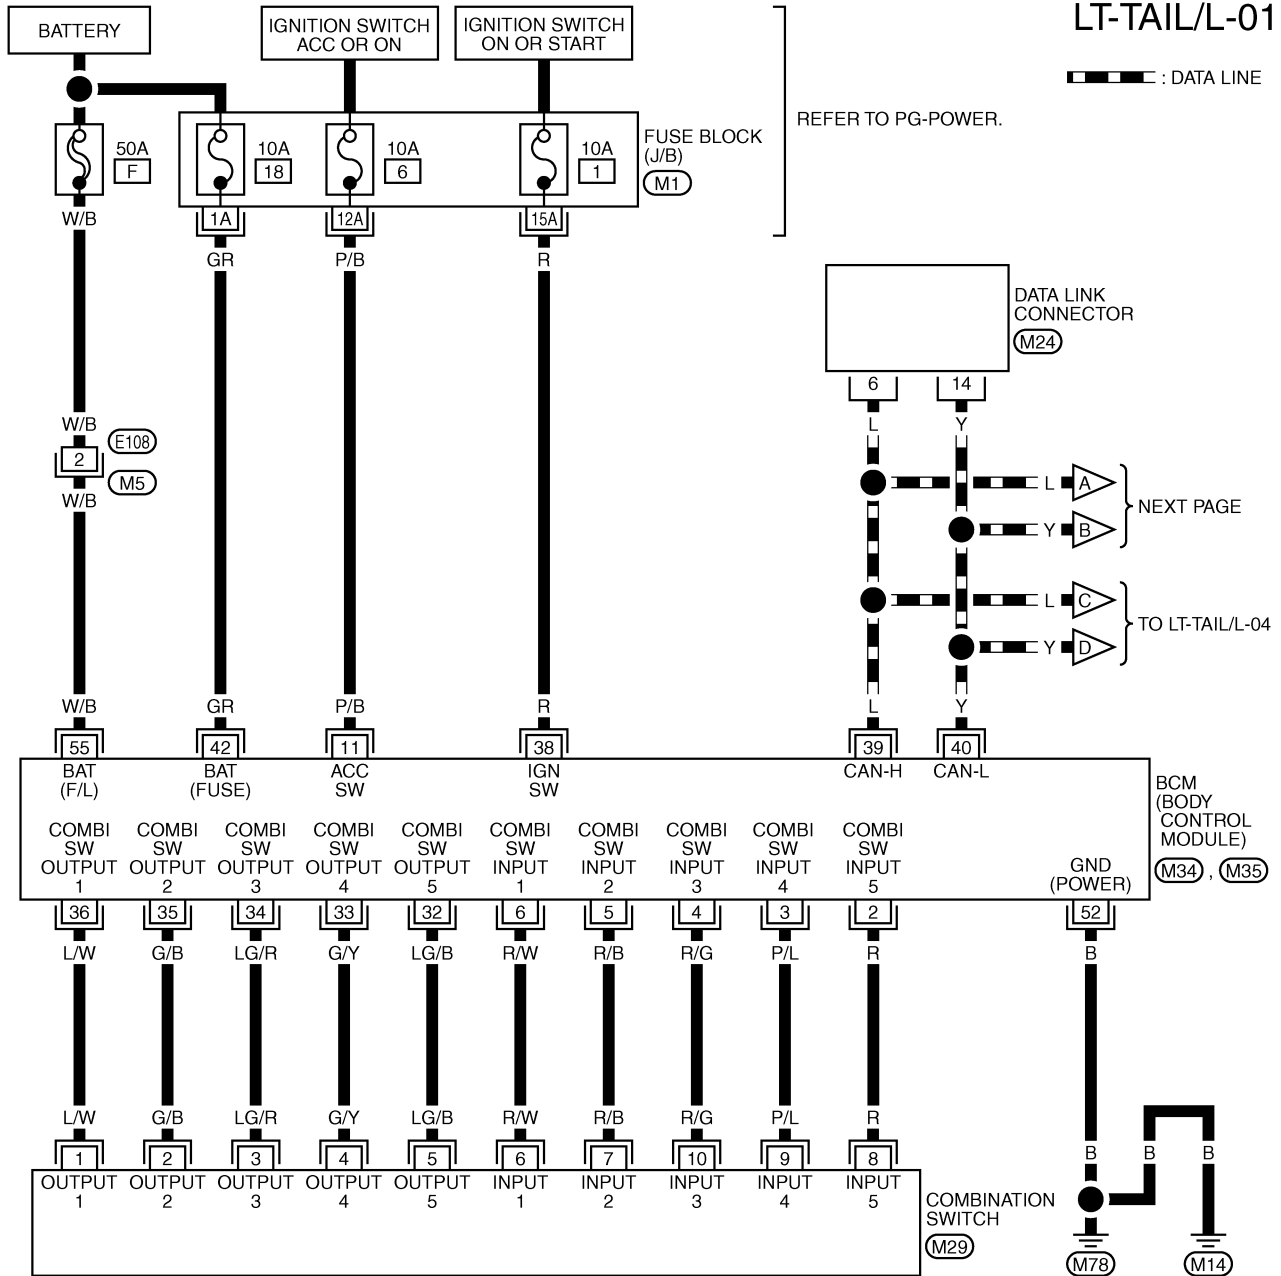 LT-TAIL/L-01
BATTERY
IGNITION SWITCH
ACC OR ON
IGNITION SWITCH
ON OR START
: DATA LINE
REFER TO PG-POWER.
50A
F
10A
18
10A
6
10A
1
FUSE BLOCK
(J/B)
M1
1A 12A 15A
W/B GR P/B R
DATA LINK
CONNECTOR
M24
6 14
L Y
W/B
E108
2
M5
W/B
L A
Y B
NEXT PAGE
L C
Y D
TO LT-TAIL/L-04
W/B GR P/B R L Y
55 42 11 38 39 40
BAT
(F/L)
BAT
(FUSE)
ACC
SW
IGN
SW
CAN-H CAN-L
BCM
(BODY
CONTROL
MODULE)
M34 , M35
COMBI
SW
OUTPUT
1
COMBI
SW
OUTPUT
2
COMBI
SW
OUTPUT
3
COMBI
SW
OUTPUT
4
COMBI
SW
OUTPUT
5
COMBI
SW
INPUT
1
COMBI
SW
INPUT
2
COMBI
SW
INPUT
3
COMBI
SW
INPUT
4
COMBI
SW
INPUT
5
GND
(POWER)
36 35 34 33 32 6 5 4 3 2 52
L/W G/B LG/R G/Y LG/B R/W R/B R/G P/L R B
L/W G/B LG/R G/Y LG/B R/W R/B R/G P/L R
B B B
1 2 3 4 5 6 7 10 9 8
OUTPUT
1
OUTPUT
2
OUTPUT
3
OUTPUT
4
OUTPUT
5
INPUT
1
INPUT
2
INPUT
3
INPUT
4
INPUT
5
COMBINATION
SWITCH
M29
M78 M14